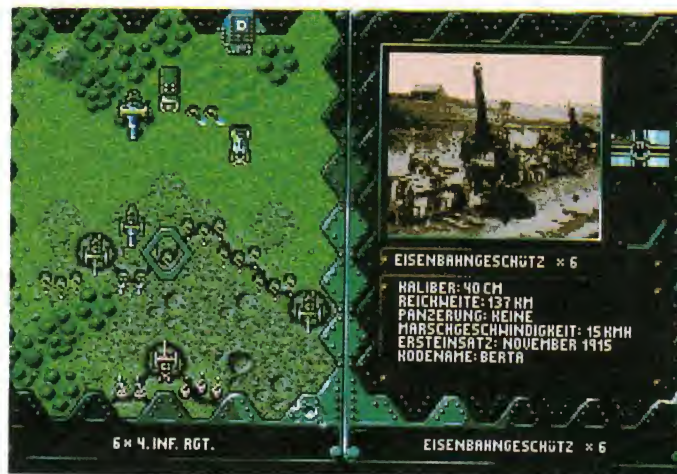 6 × 4. INF. RGT.
EISENBAHNGESCHÜTZ × 6
KALIBER: 40 CM
REICHWEITE: 137 KM
PANZERUNG: KEINE
MARSCHGESCHWINDIGKEIT: 15 KMH
ERSTEINSATZ: NOVEMBER 1915
KODENAME: BERTA
EISENBAHNGESCHÜTZ × 6